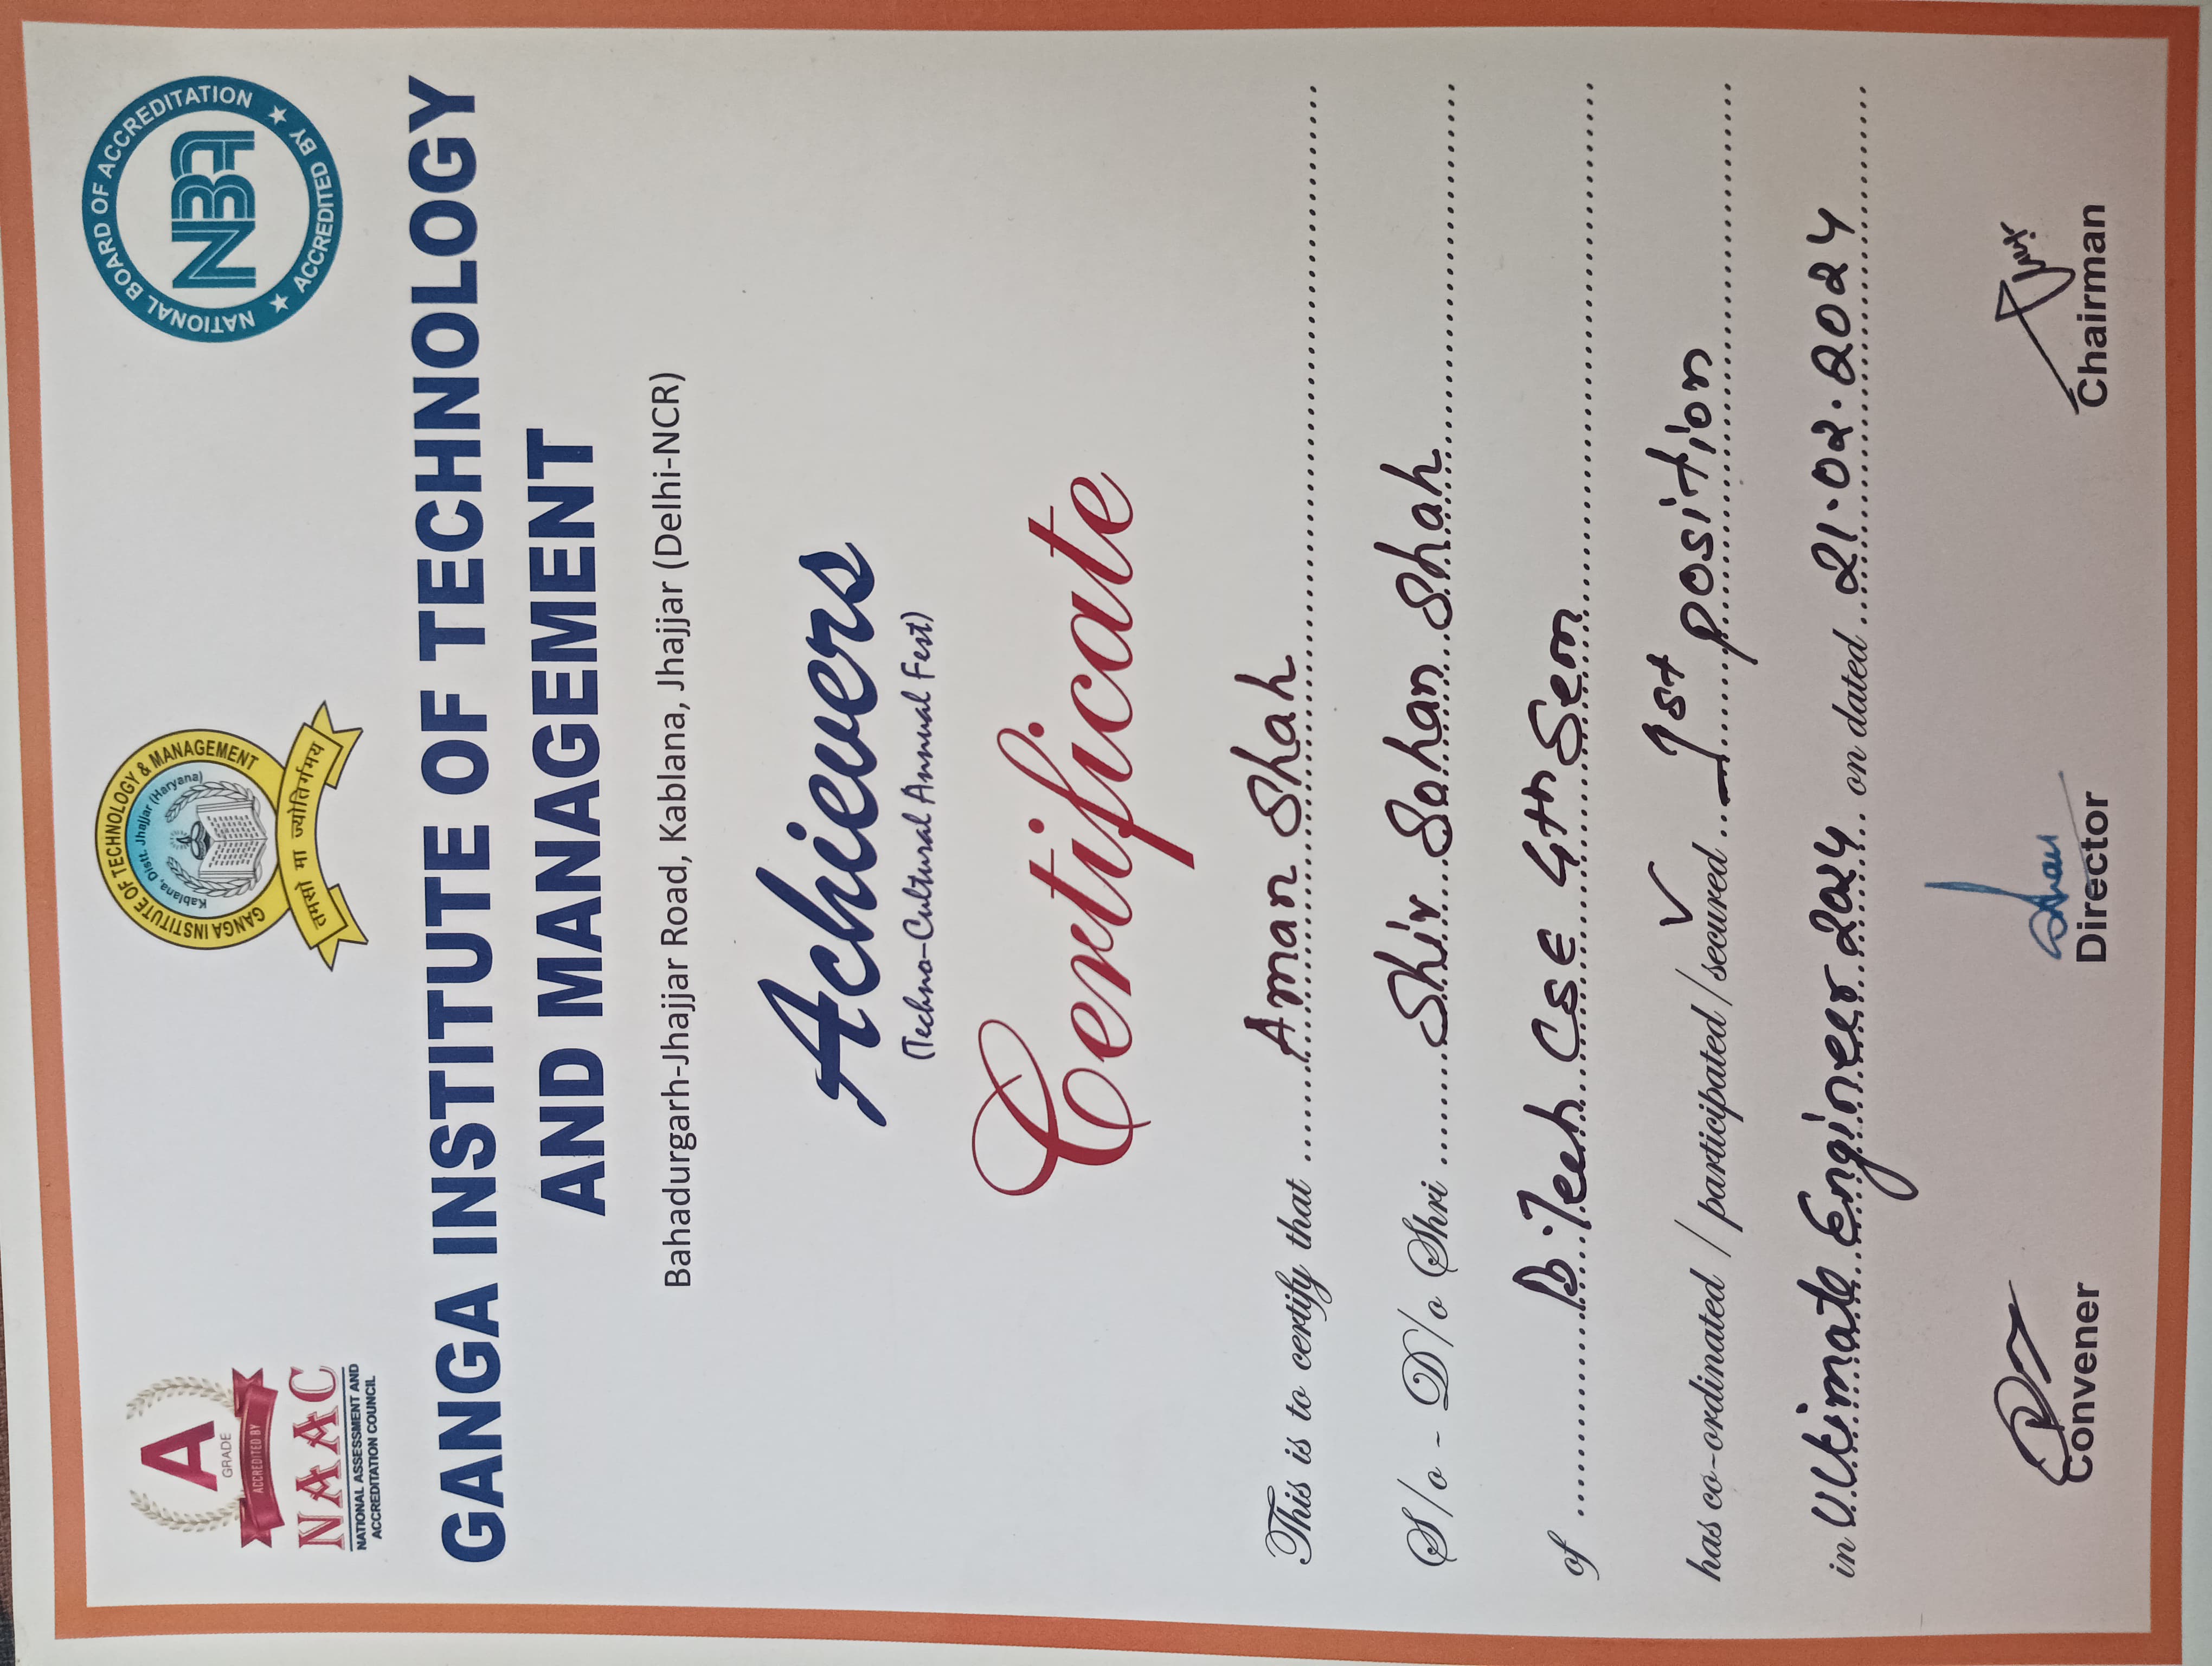 A
GRADE
ACCREDITED BY
NAAC
NATIONAL ASSESSMENT AND
ACCREDITATION COUNCIL
GANGA INSTITUTE OF TECHNOLOGY & MANAGEMENT
Kablana, Distt. Jhajjar (Haryana)
तमसो मा ज्योतिर्गमय
NATIONAL BOARD OF ACCREDITATION
NBA
★ ACCREDITED BY ★
GANGA INSTITUTE OF TECHNOLOGY
AND MANAGEMENT
Bahadurgarh-Jhajjar Road, Kablana, Jhajjar (Delhi-NCR)
Achievers
(Techno-Cultural Annual Fest)
Certificate
This is to certify that Aman Shah
S/o - D/o Shri Shiv Sohan Shah
of B.Tech CSE 4th Sem
has co-ordinated / participated / secured 1st position
in Ultimate Engineer 2024 on dated 21.02.2024
Convener
Director
Chairman